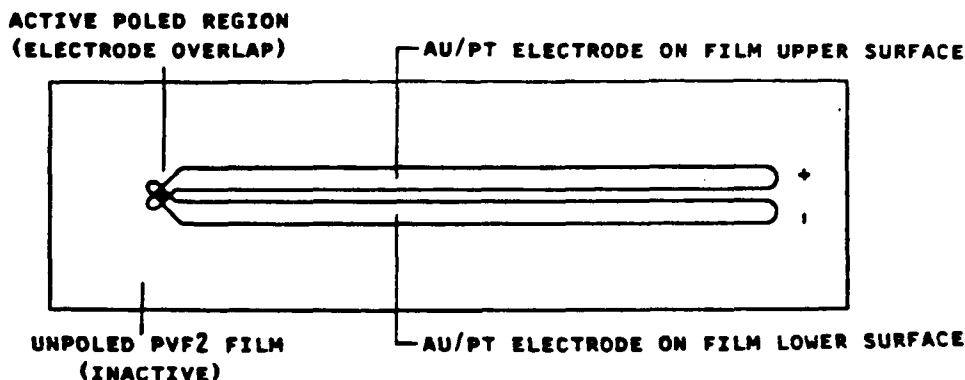 ACTIVE POLED REGION
(ELECTRODE OVERLAP)
AU/PT ELECTRODE ON FILM UPPER SURFACE
+
-
UNPOLED PVF2 FILM
(INACTIVE)
AU/PT ELECTRODE ON FILM LOWER SURFACE